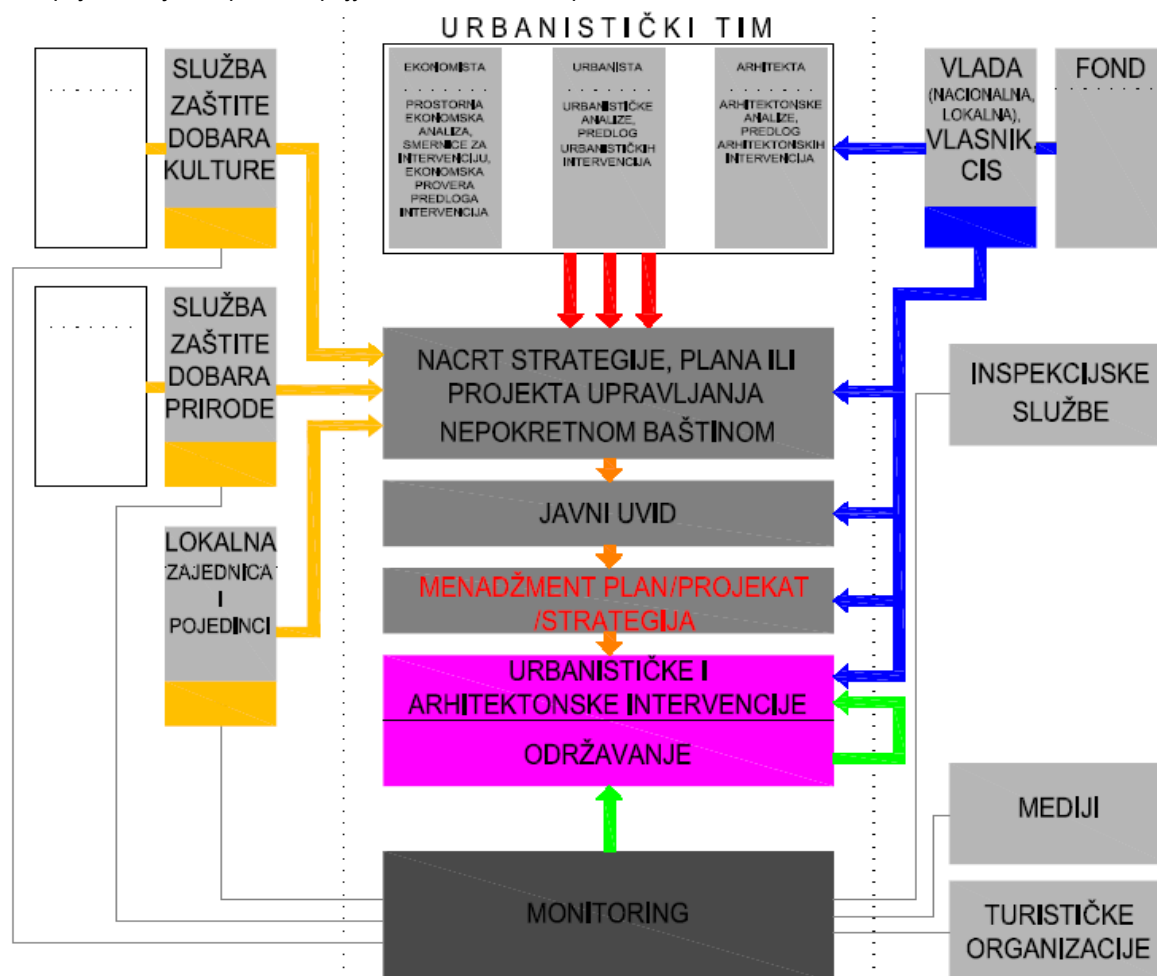 URBANISTIČKI TIM
SLUŽBA
ZAŠTITE
DOBARA
KULTURE
EKONOMISTA
PROSTORNA
EKONOMSKA
ANALIZA,
SMERNICE ZA
INTERVENCIJU,
EKONOMSKA
PROVERA
PREDLOGA
INTERVENCIJA
URBANISTA
URBANISTIČKE
ANALIZE,
PREDLOG
URBANISTIČKIH
INTERVENCIJA
ARHITEKTA
ARHITEKTONSKE
ANALIZE,
PREDLOG
ARHITEKTONSKIH
INTERVENCIJA
VLADA
(NACIONALNA,
LOKALNA),
VLASNIK,
CIS
FOND
SLUŽBA
ZAŠTITE
DOBARA
PRIRODE
NACRT STRATEGIJE, PLANA ILI
PROJEKTA UPRAVLJANJA
NEPOKRETNOM BAŠTINOM
INSPEKCIJSKE
SLUŽBE
JAVNI UVID
LOKALNA
ZAJEDNICA
I
POJEDINCI
MENADŽMENT PLAN/PROJEKAT
/STRATEGIJA
URBANISTIČKE I
ARHITEKTONSKE INTERVENCIJE
ODRŽAVANJE
MEDIJI
MONITORING
TURISTIČKE
ORGANIZACIJE